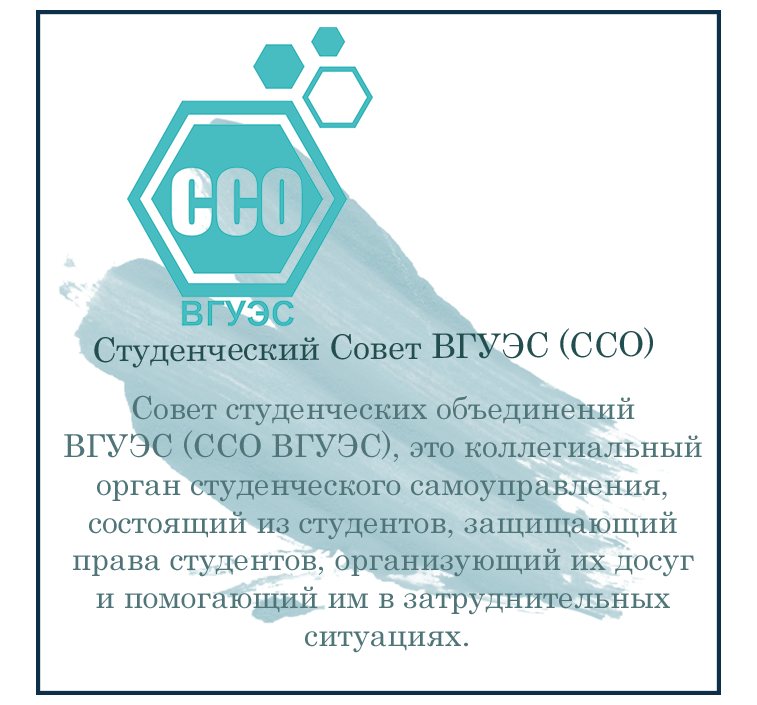 ССО
ВГУЭС
Студенческий Совет ВГУЭС (ССО)
Совет студенческих объединений
ВГУЭС (ССО ВГУЭС), это коллегиальный
орган студенческого самоуправления,
состоящий из студентов, защищающий
права студентов, организующий их досуг
и помогающий им в затруднительных
ситуациях.